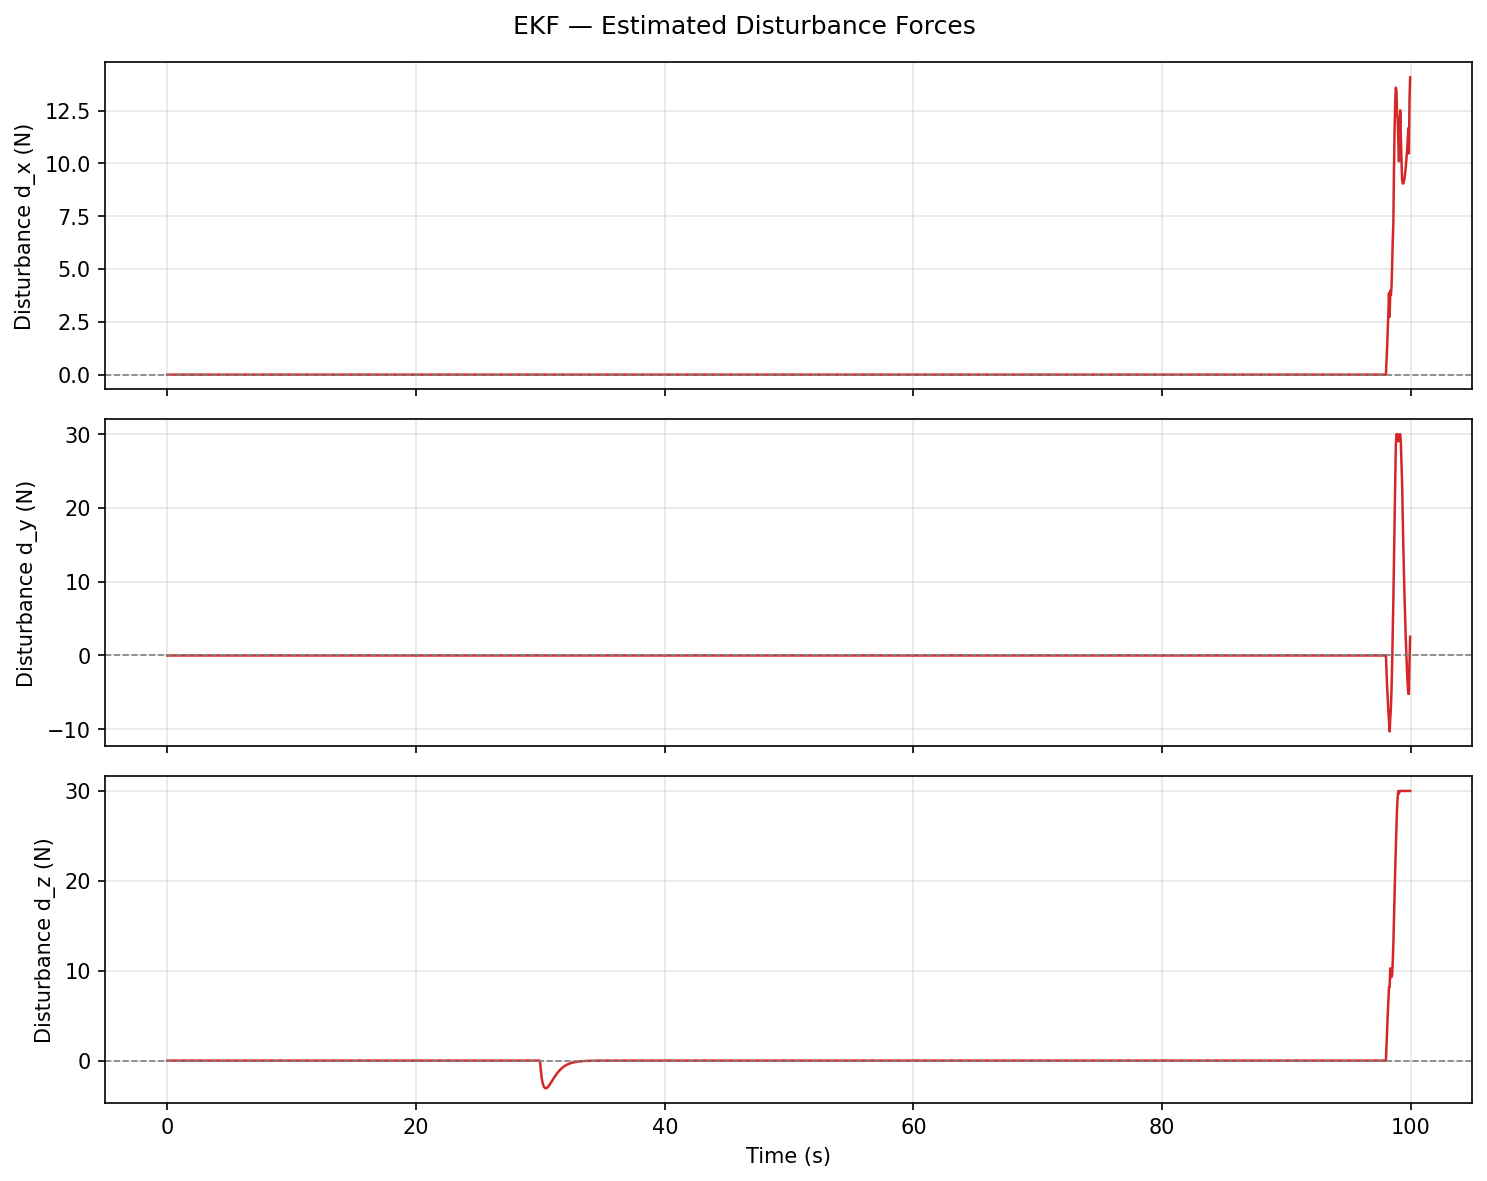 EKF — Estimated Disturbance Forces
Disturbance d_x (N)
12.5
10.0
7.5
5.0
2.5
0.0
Disturbance d_y (N)
30
20
10
0
−10
Disturbance d_z (N)
30
20
10
0
0 20 40 60 80 100
Time (s)